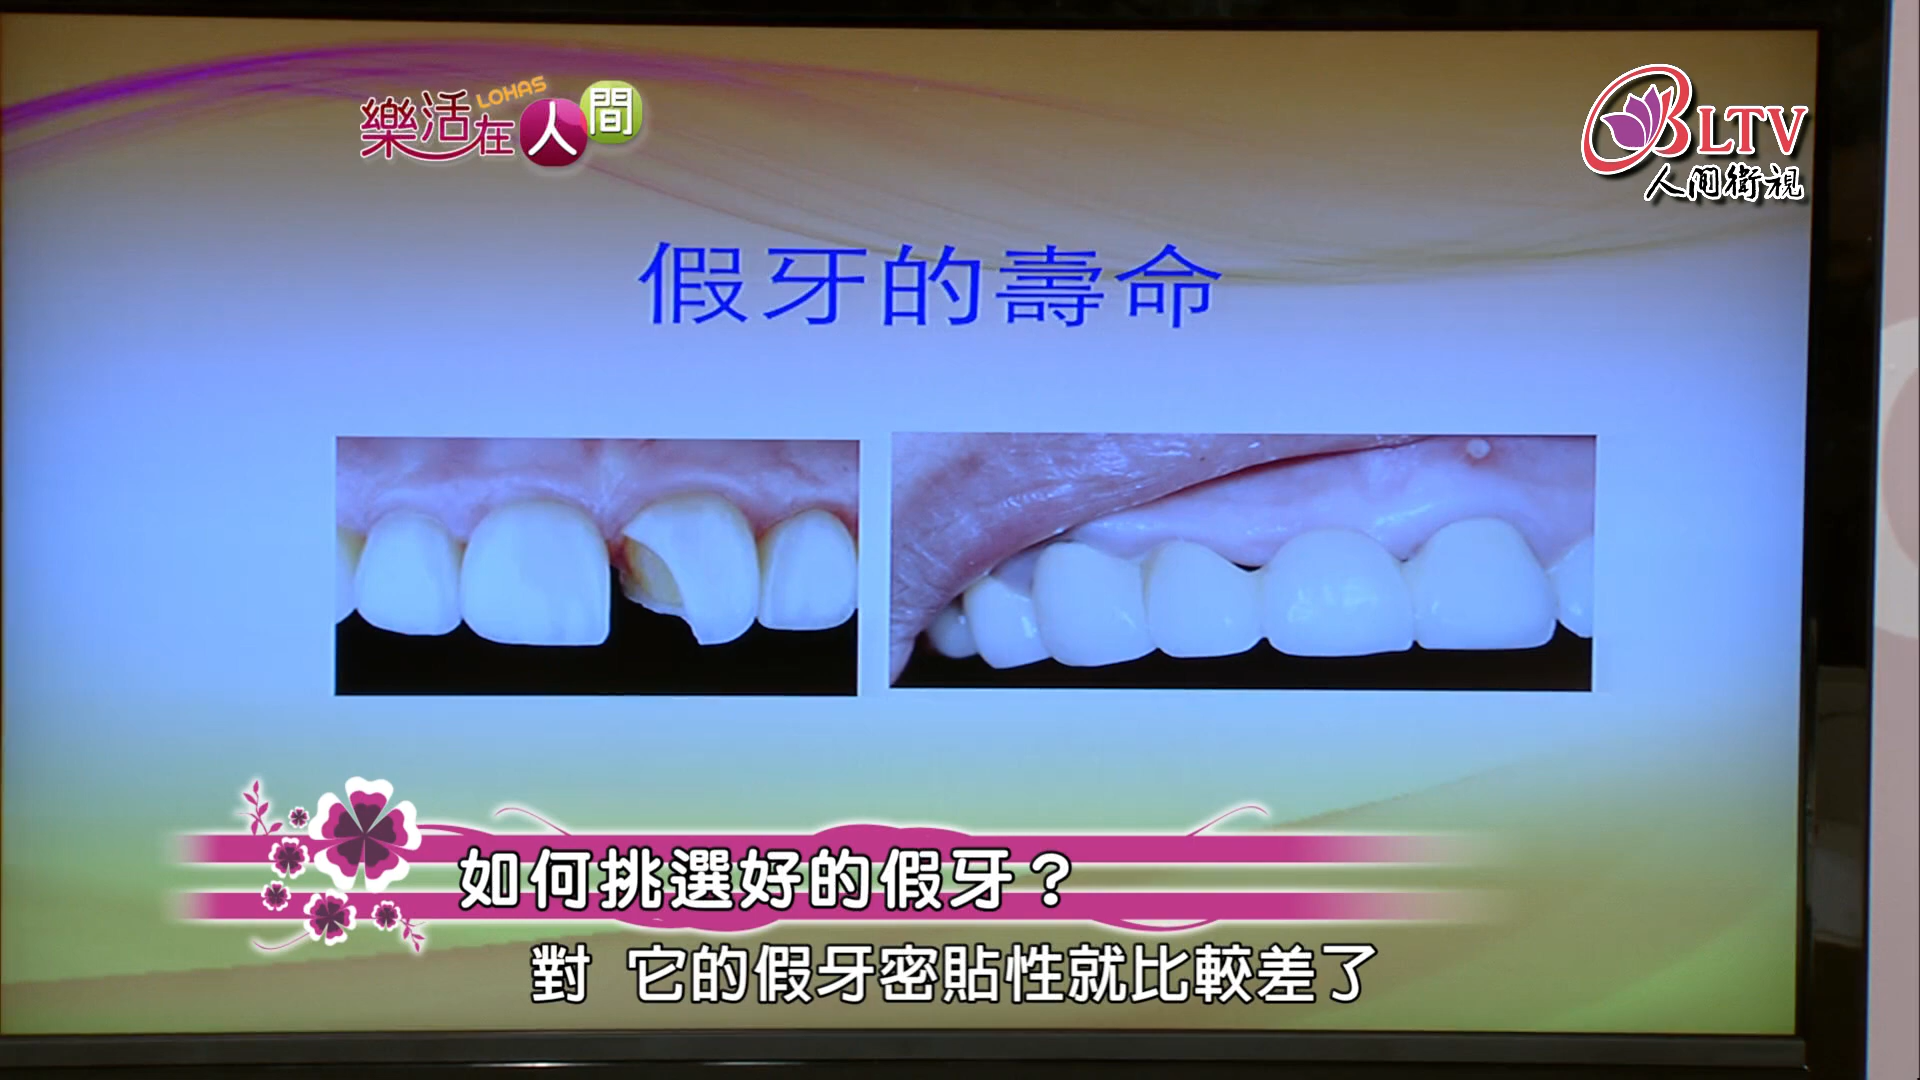 樂活在人間
LOHAS
BLTV
人間衛視
假牙的壽命
如何挑選好的假牙？
對 它的假牙密貼性就比較差了